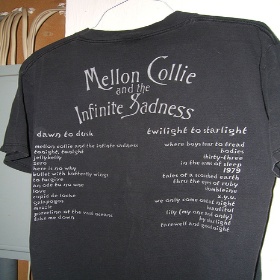 Mellon Collie
and the
Infinite Sadness
dawn to dusk
mellon collie and the infinite sadness
tonight, tonight
jellybelly
zero
here is no why
bullet with butterfly wings
to forgive
an ode to no one
love
cupid de locke
galapogos
muzzle
porcelina of the vast oceans
take me down
twilight to starlight
where boys fear to tread
bodies
thirty-three
in the arms of sleep
1979
tales of a scorched earth
thru the eyes of ruby
stumbleine
x.y.u.
we only come out at night
beautiful
lily (my one and only)
by starlight
farewell and goodnight